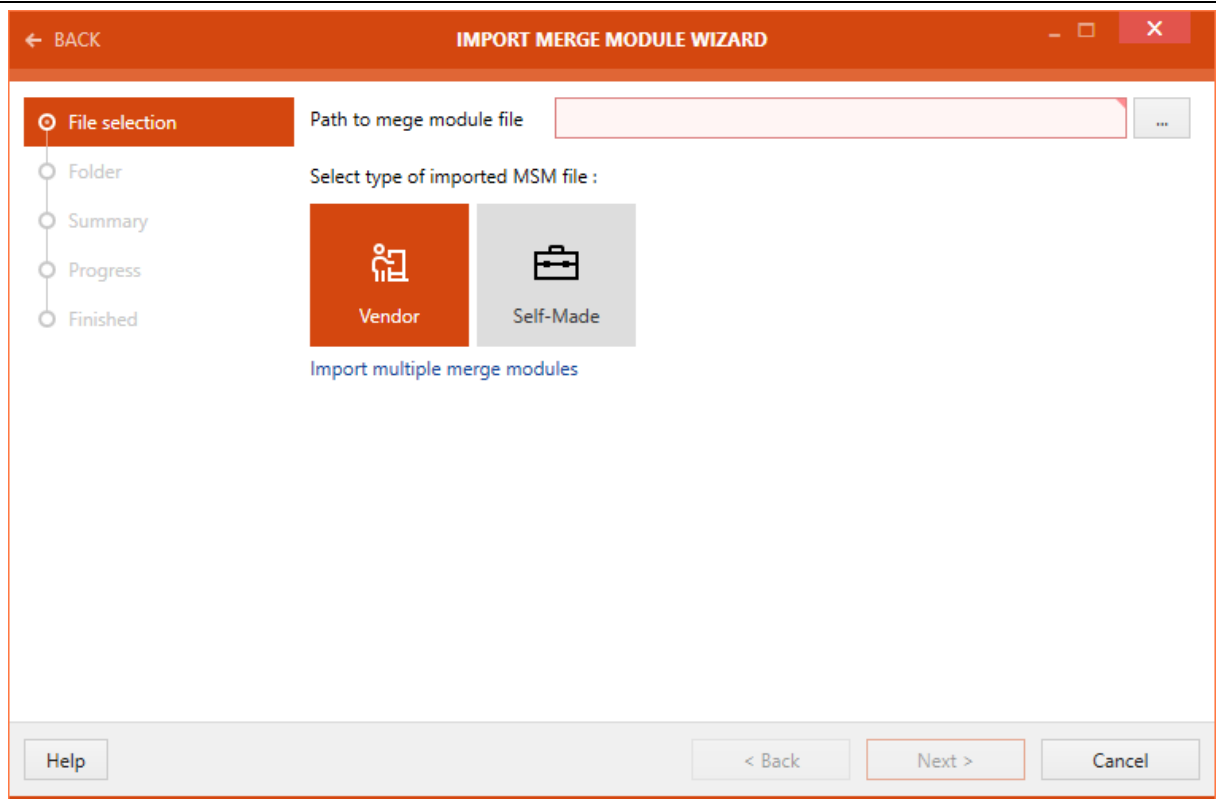 ← BACK
IMPORT MERGE MODULE WIZARD
File selection
Folder
Summary
Progress
Finished
Path to mege module file
...
Select type of imported MSM file :
Vendor
Self-Made
Import multiple merge modules
Help
< Back
Next >
Cancel